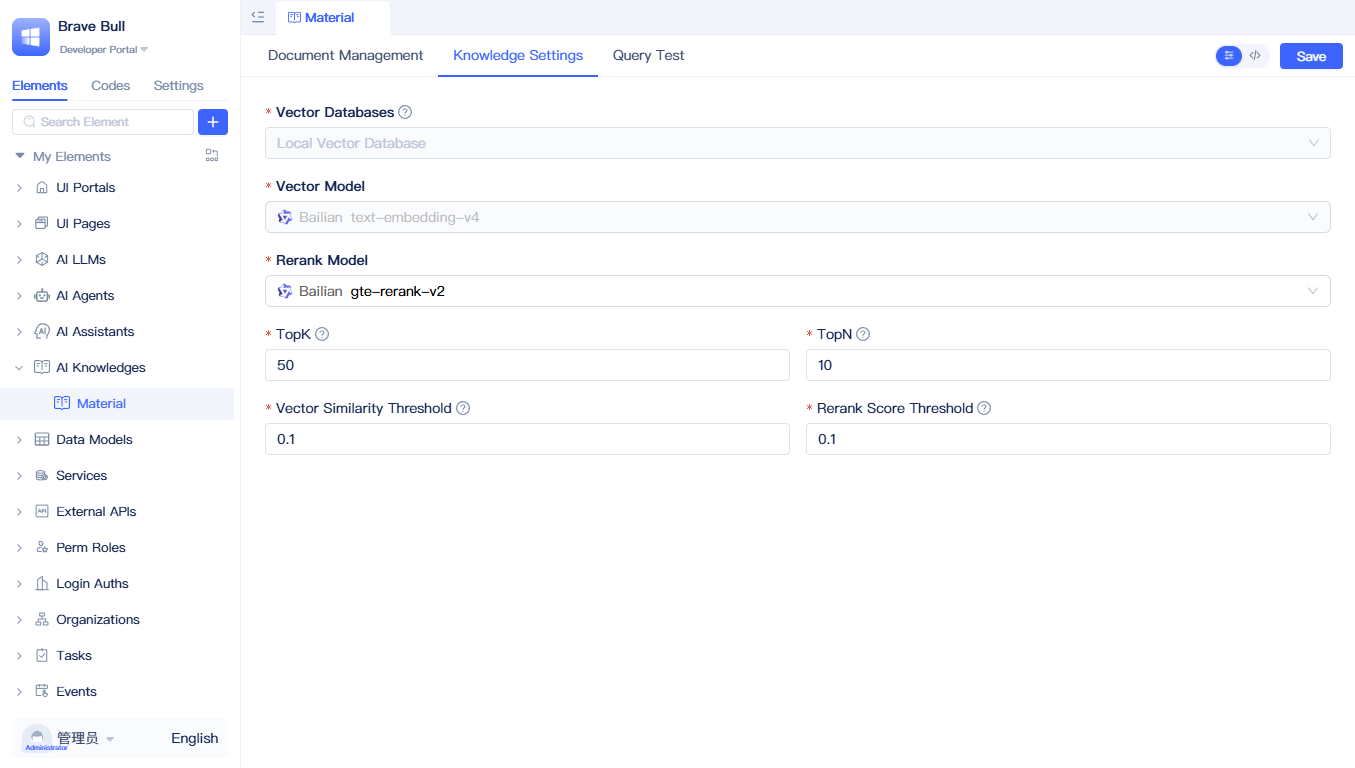 Brave Bull
Developer Portal
Elements Codes Settings
Search Element
My Elements
UI Portals
UI Pages
AI LLMs
AI Agents
AI Assistants
AI Knowledges
Material
Data Models
Services
External APIs
Perm Roles
Login Auths
Organizations
Tasks
Events
管理员
Administrator
English
Material
Document Management Knowledge Settings Query Test
Save
* Vector Databases
Local Vector Database
* Vector Model
Bailian text-embedding-v4
* Rerank Model
Bailian gte-rerank-v2
* TopK * TopN
50 10
* Vector Similarity Threshold * Rerank Score Threshold
0.1 0.1